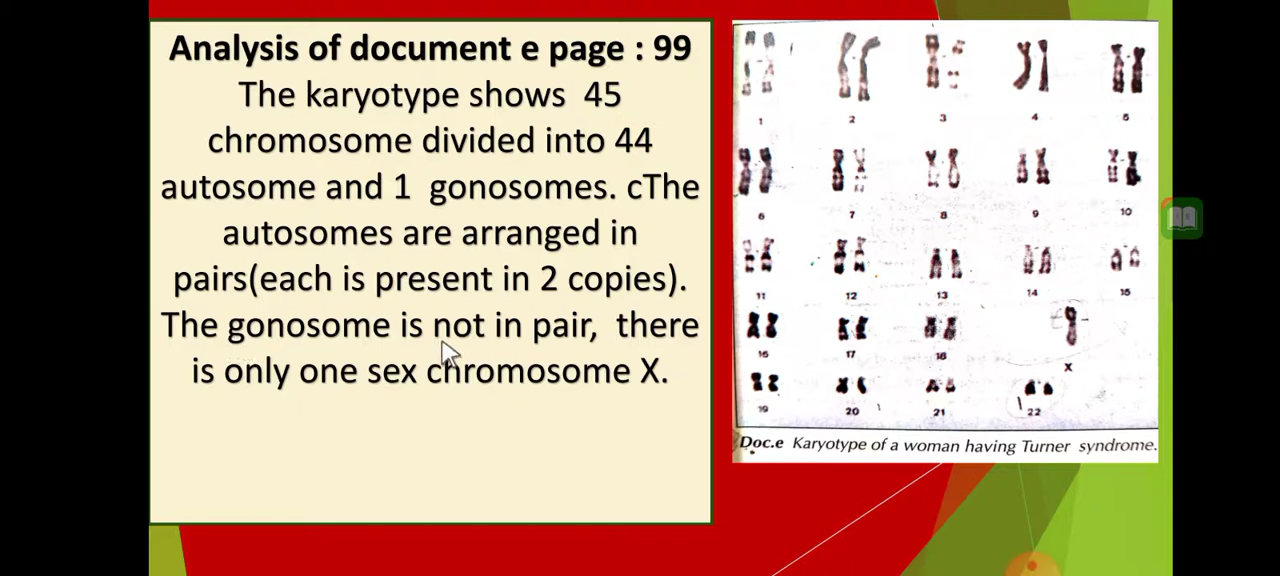 Analysis of document e page : 99
The karyotype shows 45
chromosome divided into 44
autosome and 1 gonosomes. cThe
autosomes are arranged in
pairs(each is present in 2 copies).
The gonosome is not in pair, there
is only one sex chromosome X.
1 2 3 4 5
6 7 8 9 10
11 12 13 14 15
16 17 18 X
19 20 21 22
Doc.e Karyotype of a woman having Turner syndrome.